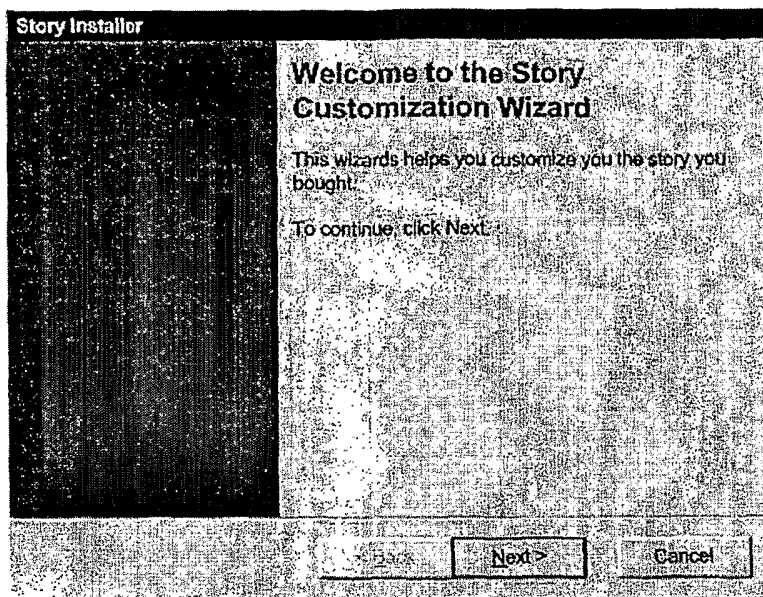 Story Installer
Welcome to the Story
Customization Wizard
This wizards helps you customize you the story you
bought.
To continue, click Next.
Back
Next >
Cancel